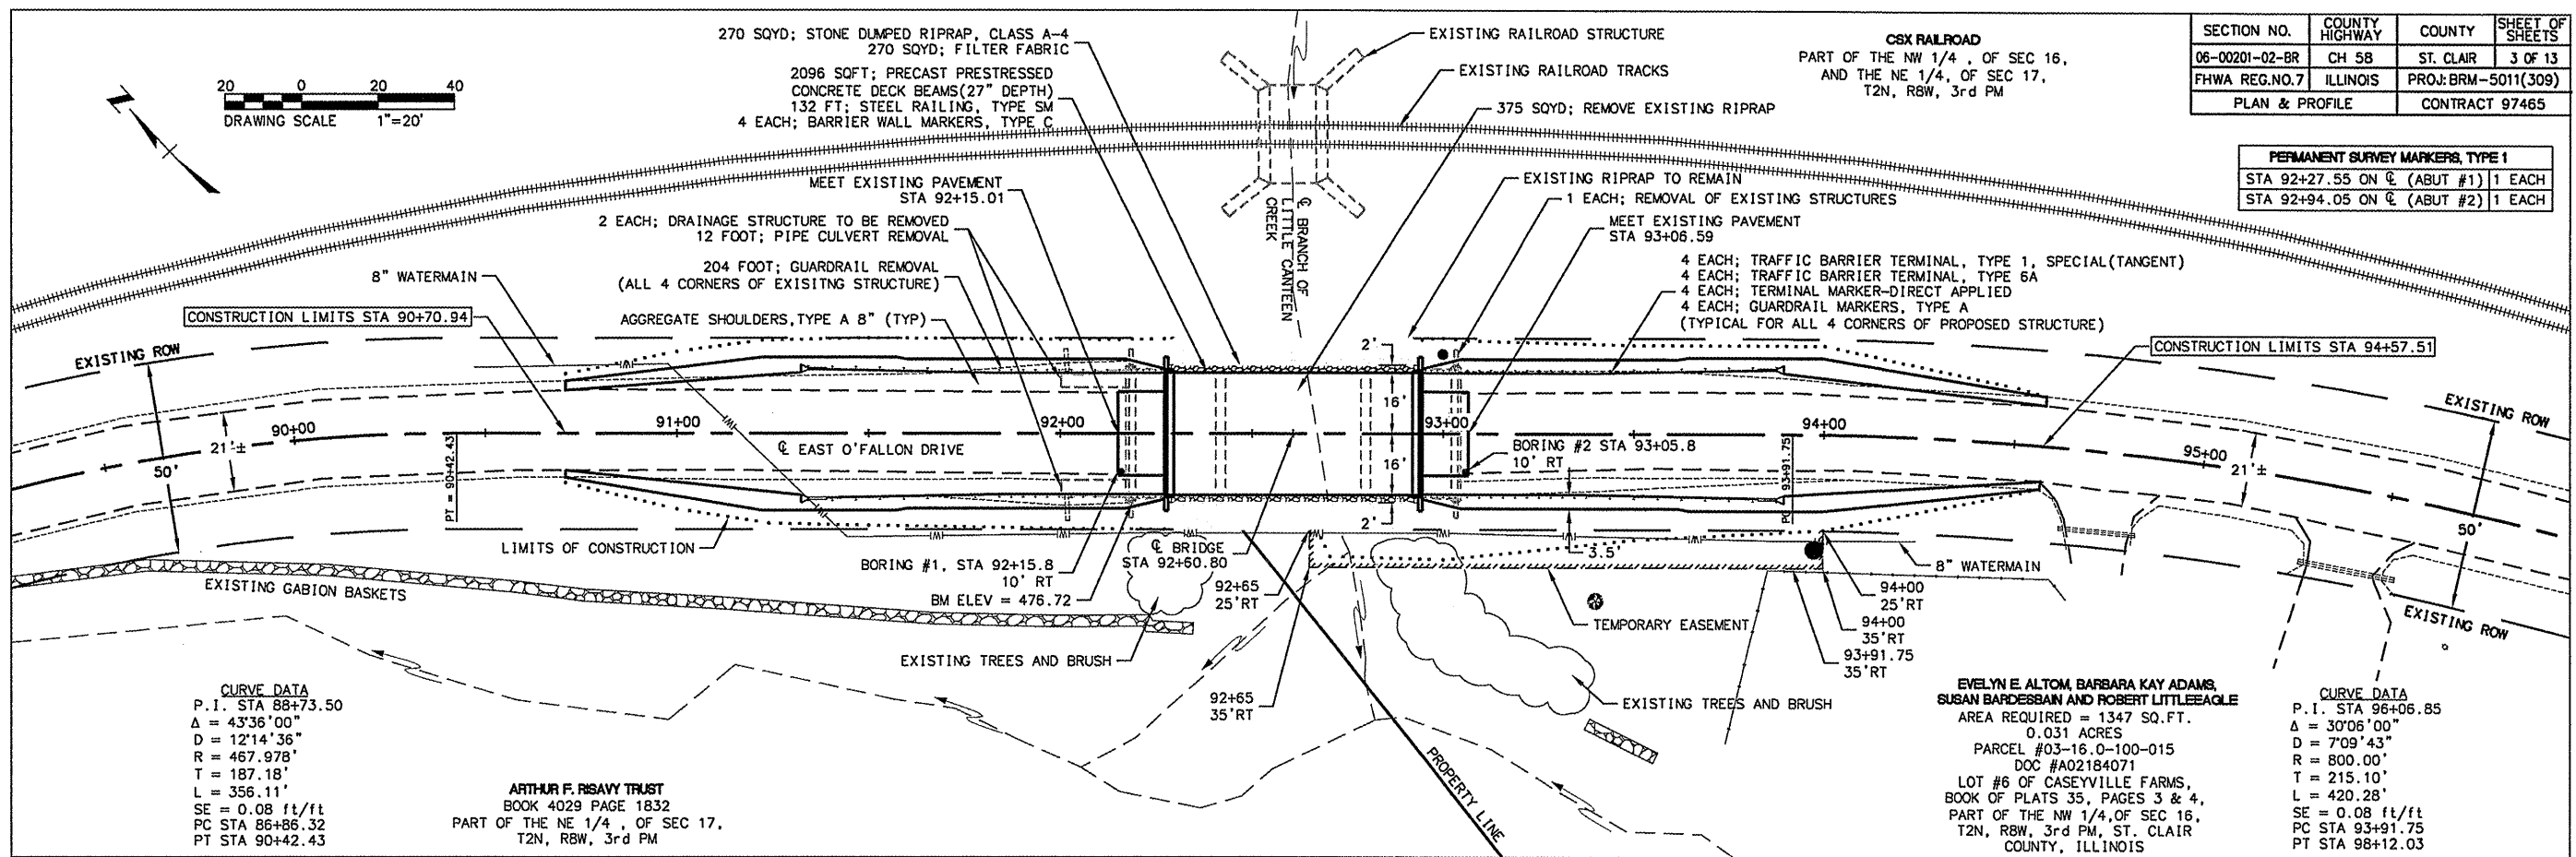 270 SQYD; STONE DUMPED RIPRAP, CLASS A-4
270 SQYD; FILTER FABRIC
2096 SQFT; PRECAST PRESTRESSED
CONCRETE DECK BEAMS(27" DEPTH)
132 FT; STEEL RAILING, TYPE SM
4 EACH; BARRIER WALL MARKERS, TYPE C
EXISTING RAILROAD STRUCTURE
EXISTING RAILROAD TRACKS
375 SQYD; REMOVE EXISTING RIPRAP
CSX RAILROAD
PART OF THE NW 1/4 , OF SEC 16,
AND THE NE 1/4, OF SEC 17,
T2N, R8W, 3rd PM
SECTION NO. COUNTY HIGHWAY COUNTY SHEET OF SHEETS
06-00201-02-BR CH 58 ST. CLAIR 3 OF 13
FHWA REG.NO.7 ILLINOIS PROJ: BRM-5011(309)
PLAN & PROFILE CONTRACT 97465
PERMANENT SURVEY MARKERS, TYPE 1
STA 92+27.55 ON ℄ (ABUT #1) 1 EACH
STA 92+94.05 ON ℄ (ABUT #2) 1 EACH
20 0 20 40
DRAWING SCALE 1"=20'
N
MEET EXISTING PAVEMENT
STA 92+15.01
2 EACH; DRAINAGE STRUCTURE TO BE REMOVED
12 FOOT; PIPE CULVERT REMOVAL
204 FOOT; GUARDRAIL REMOVAL
(ALL 4 CORNERS OF EXISITNG STRUCTURE)
AGGREGATE SHOULDERS,TYPE A 8" (TYP)
8" WATERMAIN
CONSTRUCTION LIMITS STA 90+70.94
℄ BRANCH OF
LITTLE CANTEEN
CREEK
EXISTING RIPRAP TO REMAIN
1 EACH; REMOVAL OF EXISTING STRUCTURES
MEET EXISTING PAVEMENT
STA 93+06.59
4 EACH; TRAFFIC BARRIER TERMINAL, TYPE 1, SPECIAL(TANGENT)
4 EACH; TRAFFIC BARRIER TERMINAL, TYPE 6A
4 EACH; TERMINAL MARKER-DIRECT APPLIED
4 EACH; GUARDRAIL MARKERS, TYPE A
(TYPICAL FOR ALL 4 CORNERS OF PROPOSED STRUCTURE)
CONSTRUCTION LIMITS STA 94+57.51
EXISTING ROW
EXISTING ROW
2'
16'
16'
2'
90+00
91+00
92+00
93+00
94+00
95+00
21'±
50'
PT = 90+42.43
℄ EAST O'FALLON DRIVE
BORING #2 STA 93+05.8
10' RT
PC 93+91.75
21'±
50'
W
W
W
W
W
W
W
W
LIMITS OF CONSTRUCTION
EXISTING GABION BASKETS
BORING #1, STA 92+15.8
10' RT
BM ELEV = 476.72
℄ BRIDGE
STA 92+60.80
92+65
25'RT
3.5'
8" WATERMAIN
94+00
25'RT
94+00
35'RT
93+91.75
35'RT
TEMPORARY EASEMENT
EXISTING ROW
EXISTING TREES AND BRUSH
92+65
35'RT
EXISTING TREES AND BRUSH
PROPERTY LINE
CURVE DATA
P.I. STA 88+73.50
Δ = 43°36'00"
D = 12°14'36"
R = 467.978'
T = 187.18'
L = 356.11'
SE = 0.08 ft/ft
PC STA 86+86.32
PT STA 90+42.43
ARTHUR F. RISAVY TRUST
BOOK 4029 PAGE 1832
PART OF THE NE 1/4 , OF SEC 17,
T2N, R8W, 3rd PM
EVELYN E. ALTOM, BARBARA KAY ADAMS,
SUSAN BARDESBAIN AND ROBERT LITTLEEAGLE
AREA REQUIRED = 1347 SQ.FT.
0.031 ACRES
PARCEL #03-16.0-100-015
DOC #A02184071
LOT #6 OF CASEYVILLE FARMS,
BOOK OF PLATS 35, PAGES 3 & 4,
PART OF THE NW 1/4,OF SEC 16,
T2N, R8W, 3rd PM, ST. CLAIR
COUNTY, ILLINOIS
CURVE DATA
P.I. STA 96+06.85
Δ = 30°06'00"
D = 7°09'43"
R = 800.00'
T = 215.10'
L = 420.28'
SE = 0.08 ft/ft
PC STA 93+91.75
PT STA 98+12.03